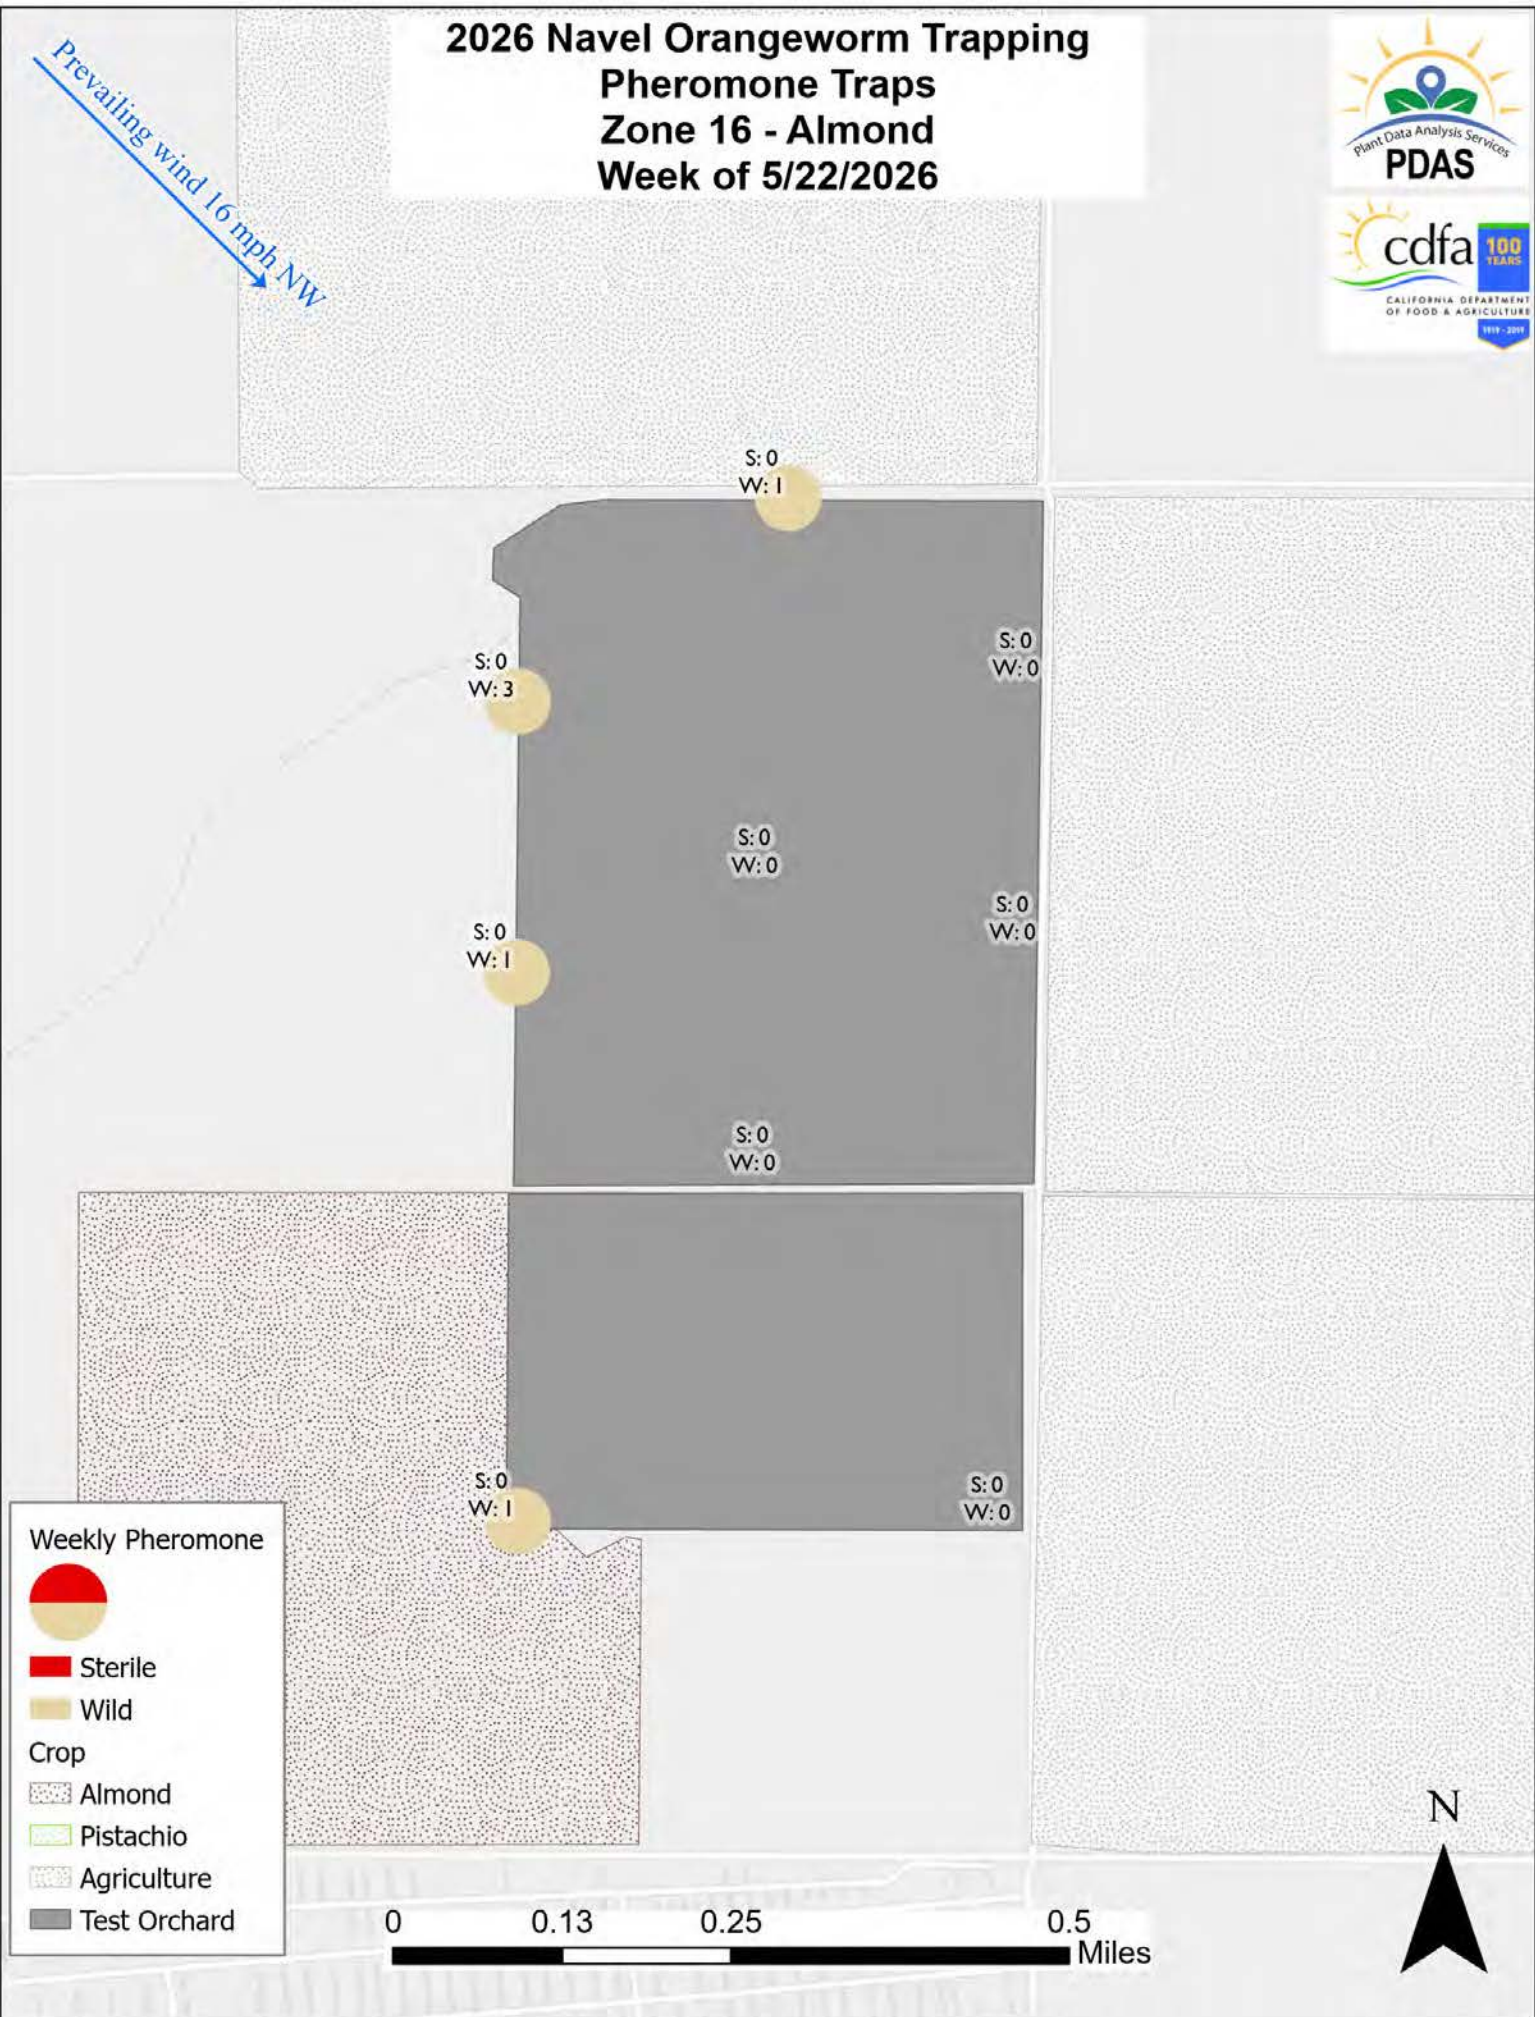 2026 Navel Orangeworm Trapping
Pheromone Traps
Zone 16 - Almond
Week of 5/22/2026
Prevailing wind 16 mph NW
Plant Data Analysis Services
PDAS
cdfa
100
YEARS
CALIFORNIA DEPARTMENT
OF FOOD & AGRICULTURE
1919 - 2019
S: 0
W: 1
S: 0
W: 0
S: 0
W: 3
S: 0
W: 0
S: 0
W: 0
S: 0
W: 1
S: 0
W: 0
S: 0
W: 1
S: 0
W: 0
Weekly Pheromone
Sterile
Wild
Crop
Almond
Pistachio
Agriculture
Test Orchard
0 0.13 0.25 0.5
Miles
N